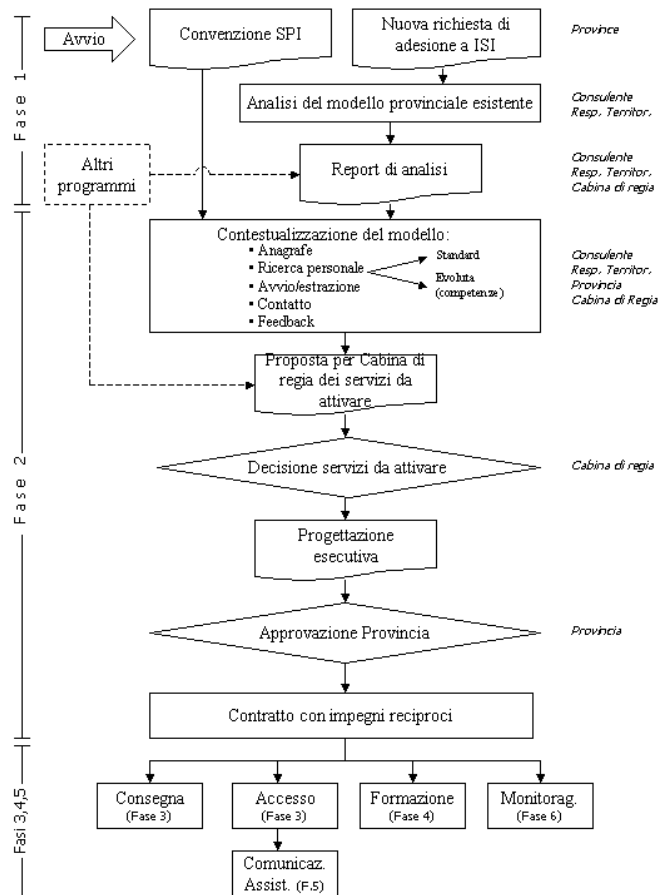 Avvio
Convenzione SPI
Nuova richiesta di
adesione a ISI
Province
Fase 1
Analisi del modello provinciale esistente
Consulente
Resp. Territor.
Altri
programmi
Report di analisi
Consulente
Resp. Territor.
Cabina di regia
Contestualizzazione del modello:
▪ Anagrafe
▪ Ricerca personale
▪ Avvio/estrazione
▪ Contatto
▪ Feedback
Standard
Evoluta
(competenze)
Consulente
Resp. Territor.
Provincia
Cabina di Regia
Proposta per Cabina di
regia dei servizi da
attivare
Fase 2
Decisione servizi da attivare
Cabina di regia
Progettazione
esecutiva
Approvazione Provincia
Provincia
Contratto con impegni reciproci
Fasi 3,4,5
Consegna
(Fase 3)
Accesso
(Fase 3)
Formazione
(Fase 4)
Monitorag.
(Fase 6)
Comunicaz.
Assist. (F.5)